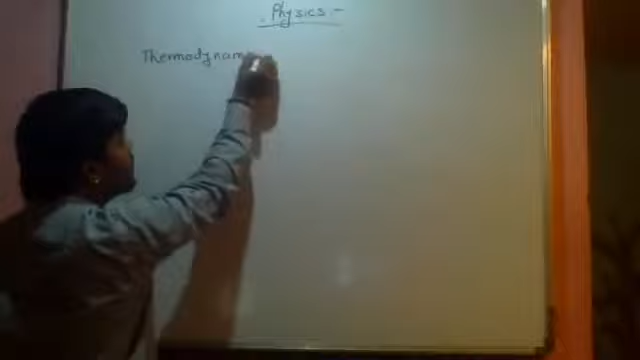 . Physics :-
Thermodynam